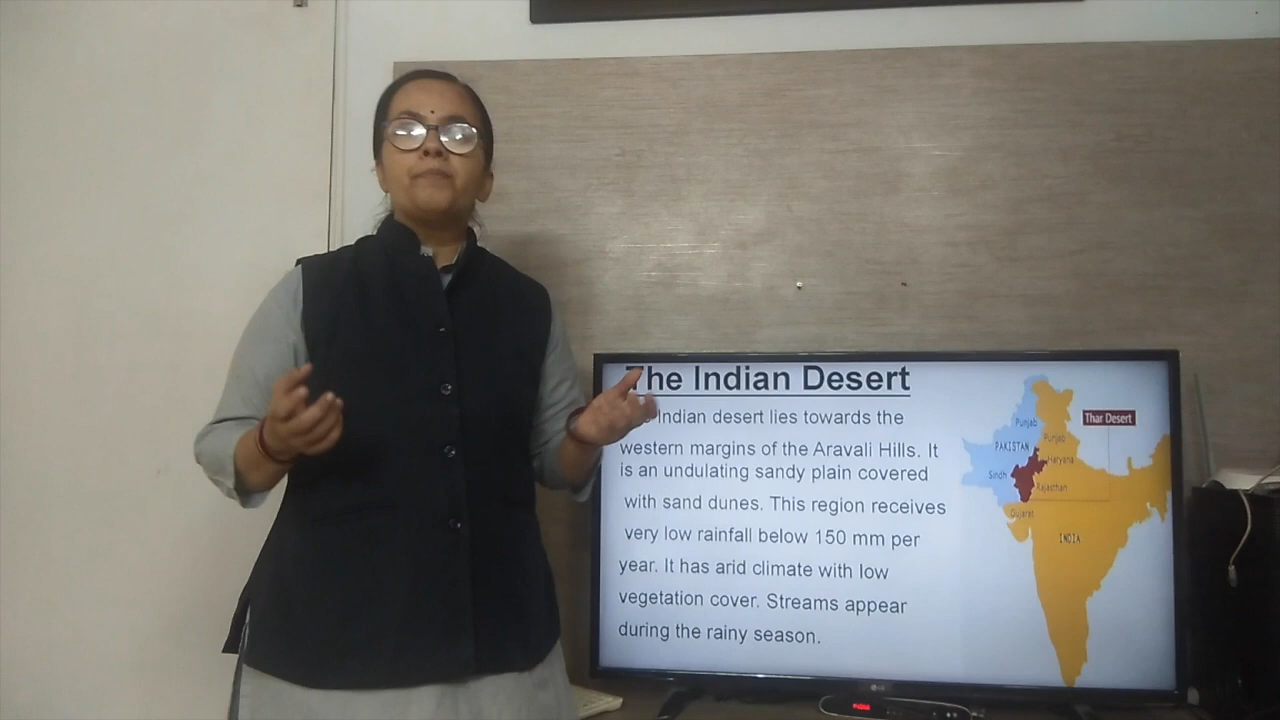 The Indian Desert
Indian desert lies towards the
western margins of the Aravali Hills. It
is an undulating sandy plain covered
with sand dunes. This region receives
very low rainfall below 150 mm per
year. It has arid climate with low
vegetation cover. Streams appear
during the rainy season.
Thar Desert
Punjab
PAKISTAN
Punjab
Haryana
Sindh
Rajasthan
Gujarat
INDIA
LG